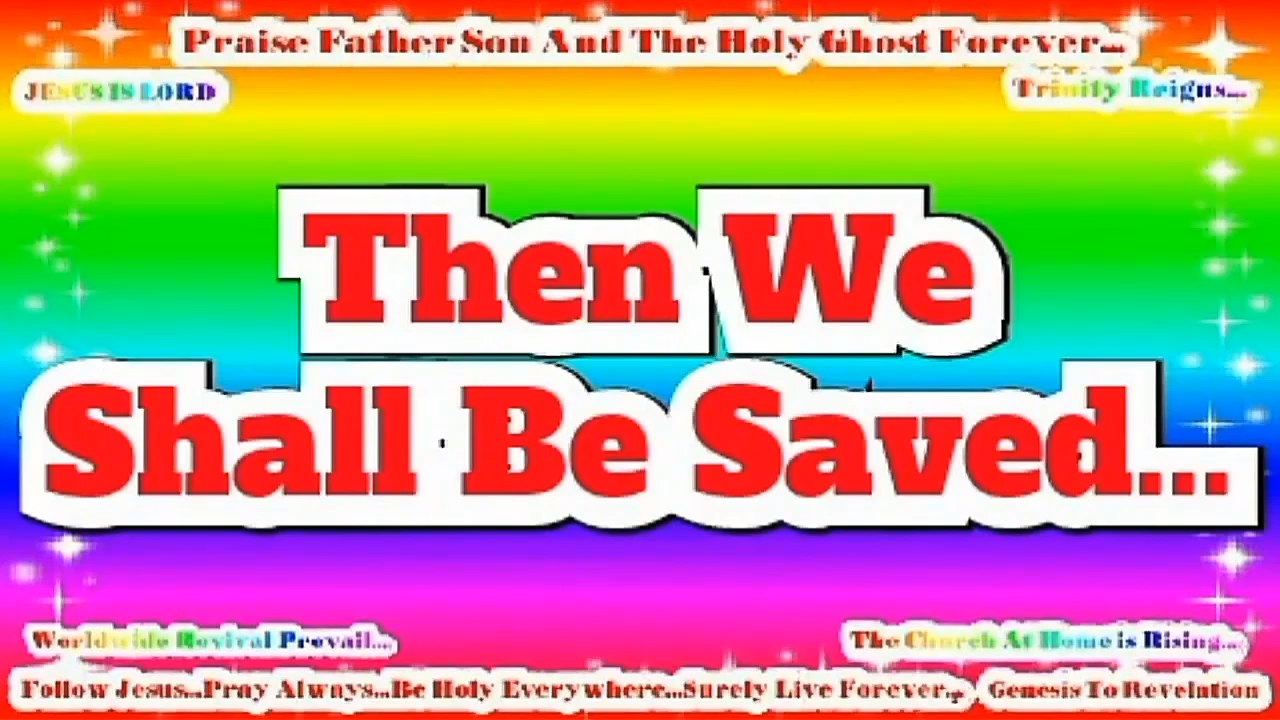 Praise Father Son And The Holy Ghost Forever...
JESUS IS LORD
Trinity Reigns...
Then We
Shall Be Saved...
Worldwide Revival Prevail...
The Church At Home is Rising...
Follow Jesus...Pray Always...Be Holy Everywhere...Surely Live Forever...
Genesis To Revelation